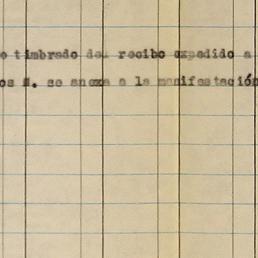 o timbrado del recibo expedido a
os M. se anexa a la manifestación